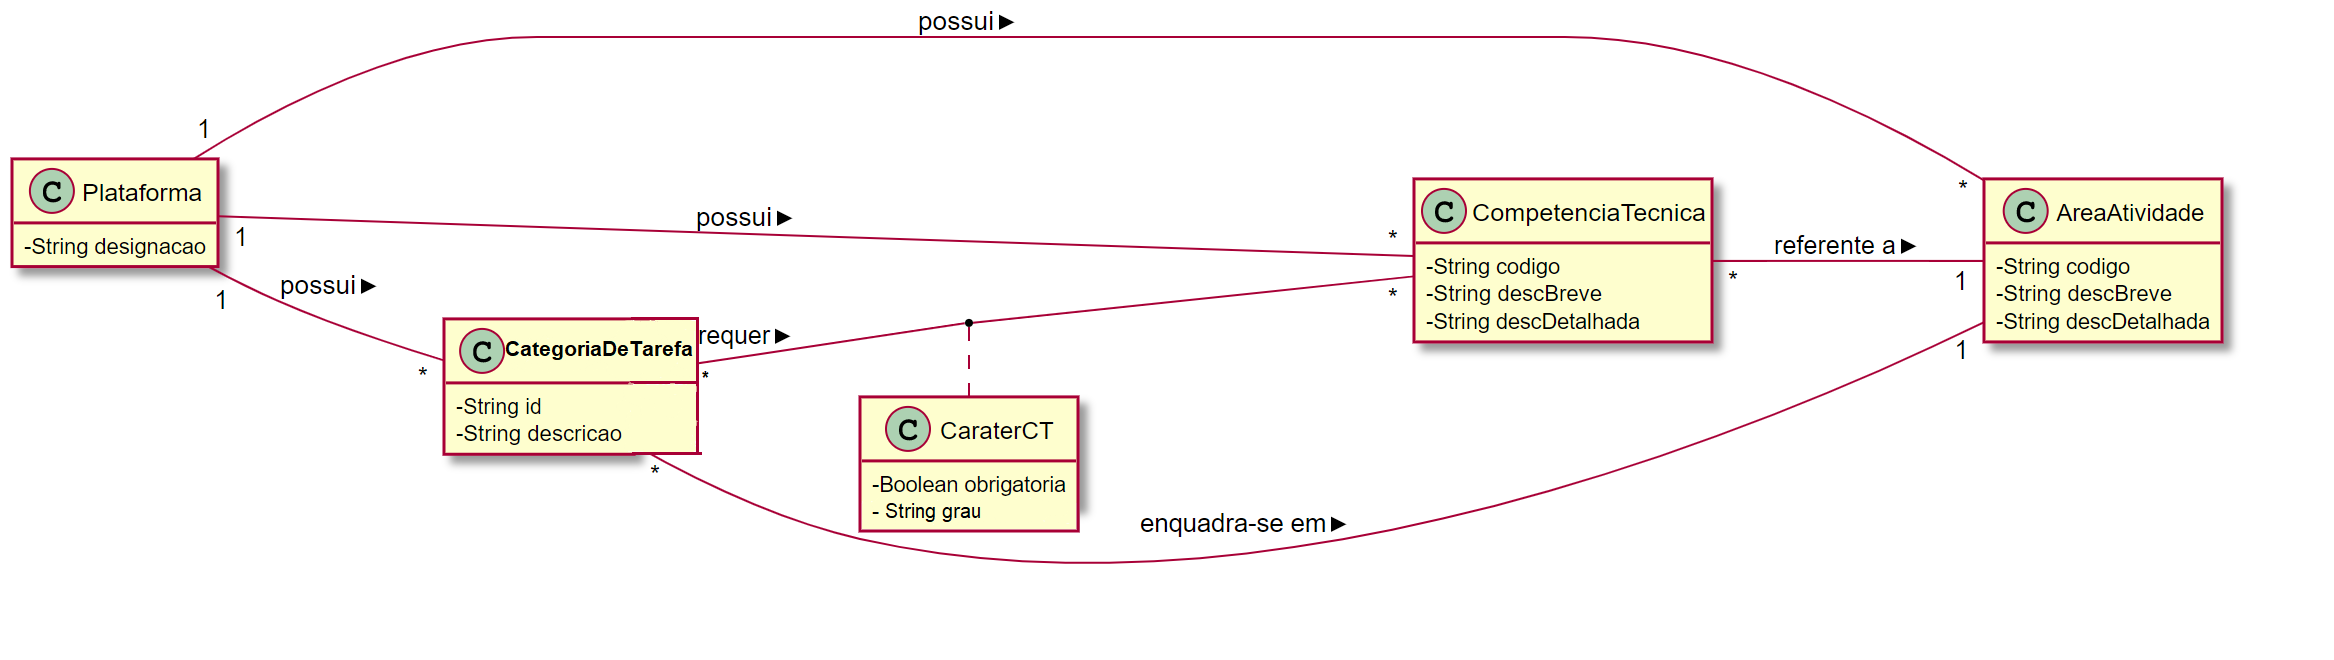 possui ▶
1
*
C Plataforma
-String designacao
1
possui ▶
*
1
possui ▶
*
C CompetenciaTecnica
-String codigo
-String descBreve
-String descDetalhada
*
referente a ▶
*
1
C AreaAtividade
-String codigo
-String descBreve
-String descDetalhada
1
C CategoriaDeTarefa
-String id
-String descricao
requer ▶
*
*
C CaraterCT
-Boolean obrigatoria
- String grau
enquadra-se em ▶